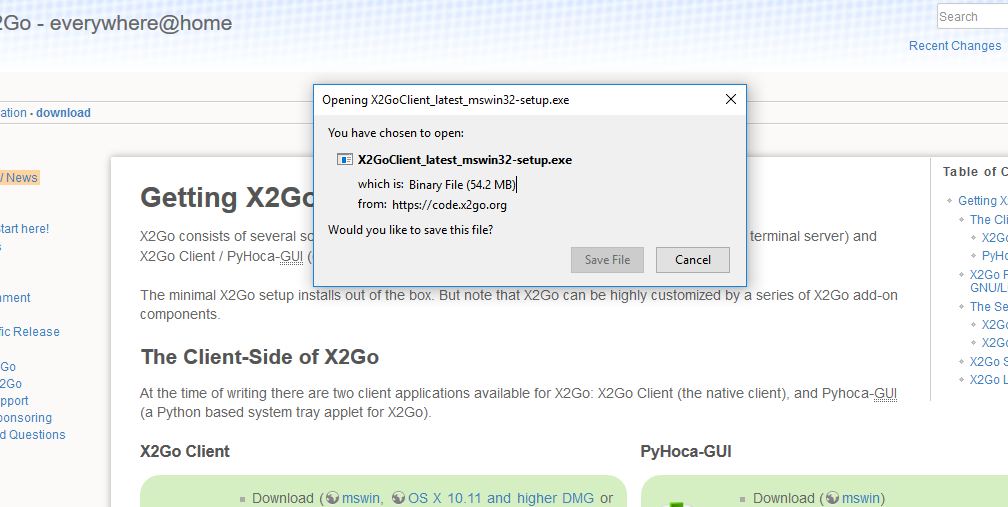 2Go - everywhere@home
Search
Recent Changes
ation • download
Opening X2GoClient_latest_mswin32-setup.exe
You have chosen to open:
X2GoClient_latest_mswin32-setup.exe
which is: Binary File (54.2 MB)
from: https://code.x2go.org
Would you like to save this file?
Save File
Cancel
/ News
tart here!
s
nment
fic Release
Go
2Go
pport
ponsoring
d Questions
Getting X2Go
X2Go consists of several so
terminal server) and
X2Go Client / PyHoca-GUI (
The minimal X2Go setup installs out of the box. But note that X2Go can be highly customized by a series of X2Go add-on
components.
The Client-Side of X2Go
At the time of writing there are two client applications available for X2Go: X2Go Client (the native client), and Pyhoca-GUI
(a Python based system tray applet for X2Go).
X2Go Client
Download (mswin, OS X 10.11 and higher DMG or
PyHoca-GUI
Download (mswin)
Table of C
Getting X
The Cli
X2Go
PyH
X2Go F
GNU/Li
The Se
X2Go
X2Go
X2Go S
X2Go L